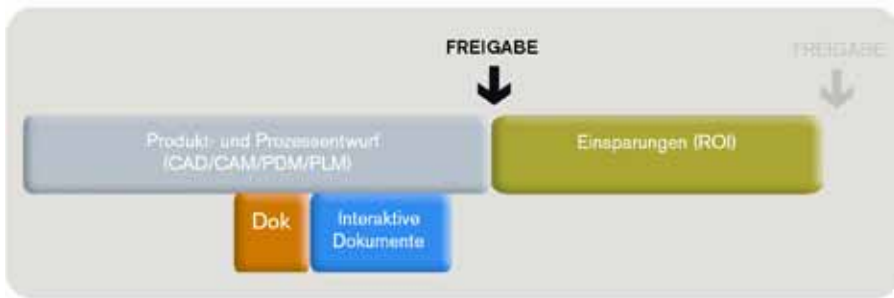 FREIGABE
FREIGABE
Produkt- und Prozessentwurf
(CAD/CAM/PDM/PLM)
Einsparungen (ROI)
Dok
Interaktive
Dokumente